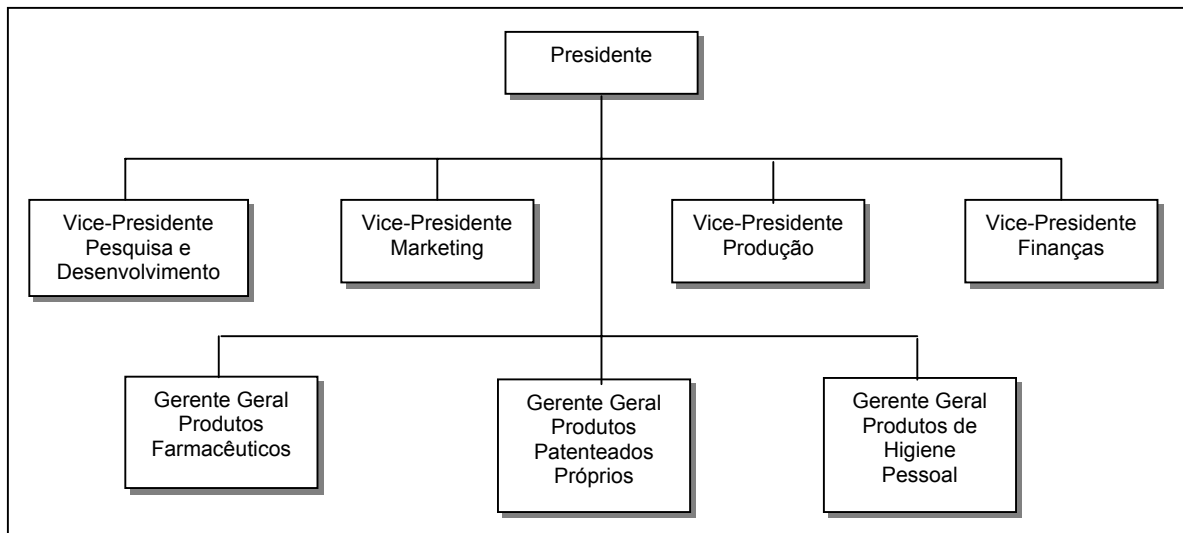 Presidente
Vice-Presidente
Pesquisa e
Desenvolvimento
Vice-Presidente
Marketing
Vice-Presidente
Produção
Vice-Presidente
Finanças
Gerente Geral
Produtos
Farmacêuticos
Gerente Geral
Produtos
Patenteados
Próprios
Gerente Geral
Produtos de
Higiene
Pessoal